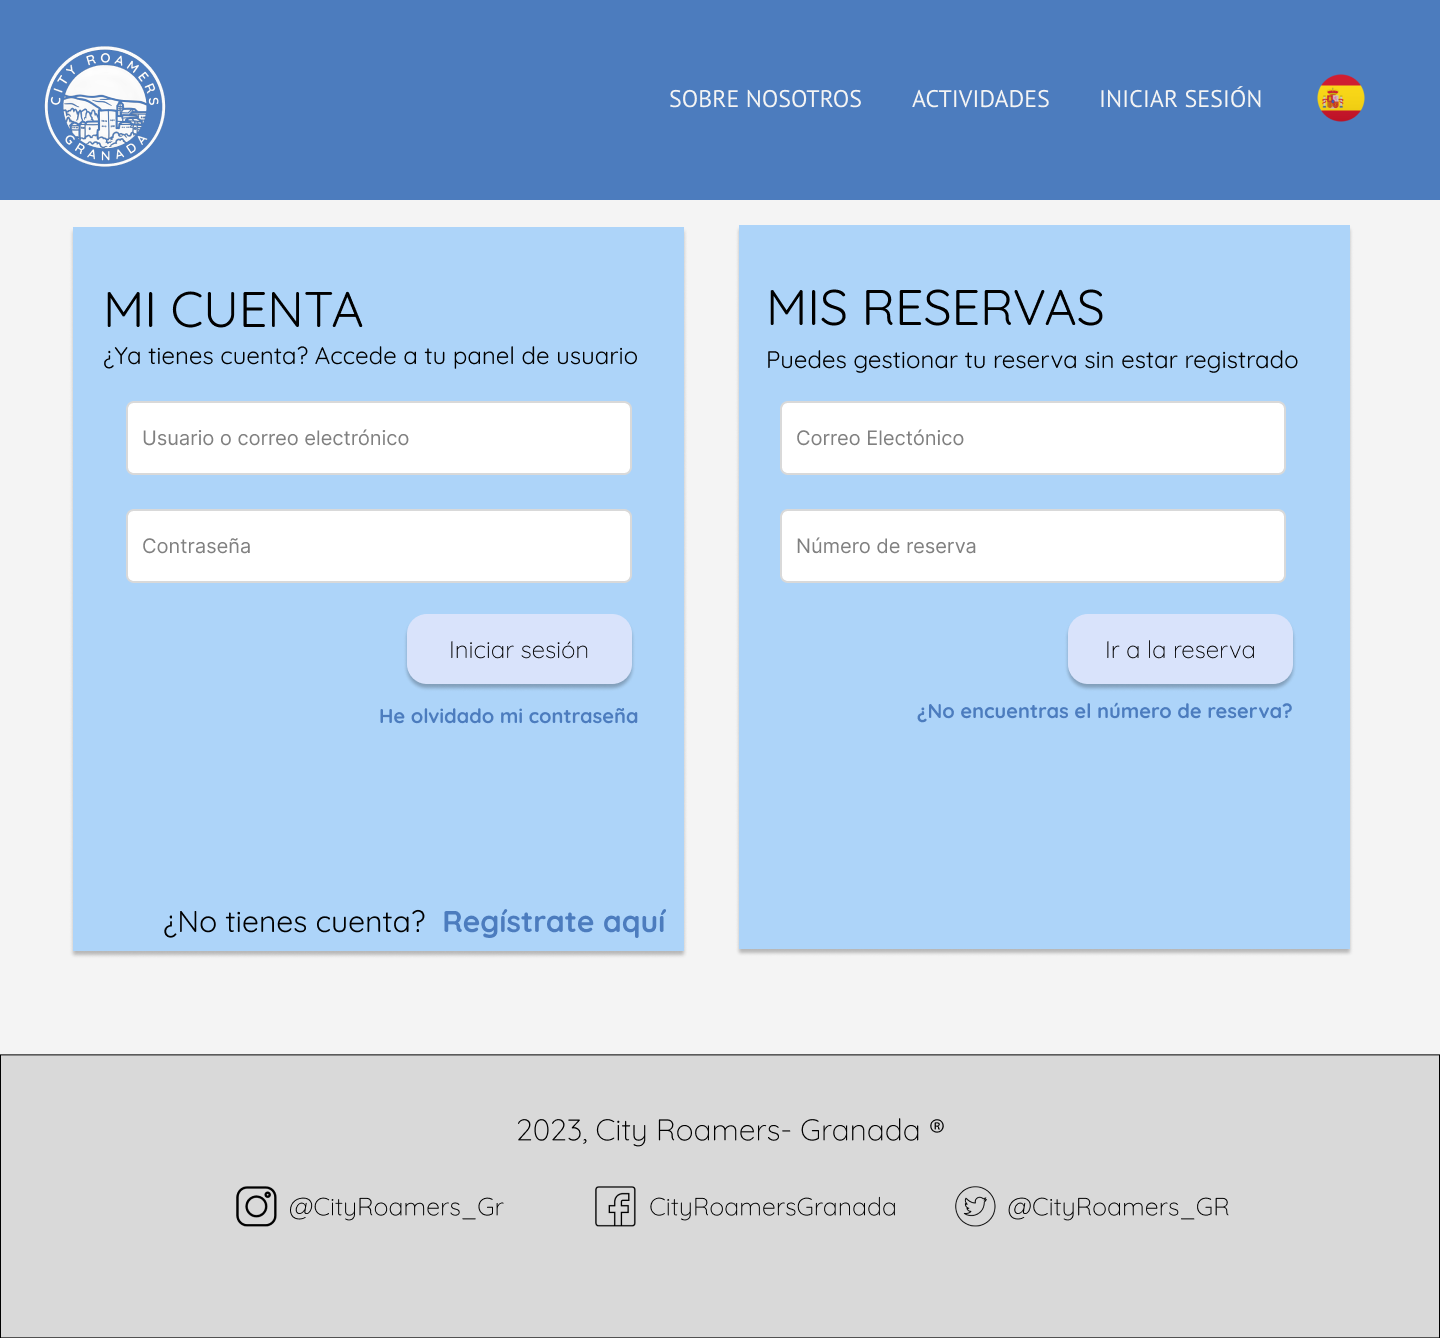 CITY ROAMERS
GRANADA
SOBRE NOSOTROS
ACTIVIDADES
INICIAR SESIÓN
MI CUENTA
¿Ya tienes cuenta? Accede a tu panel de usuario
Usuario o correo electrónico
Contraseña
Iniciar sesión
He olvidado mi contraseña
¿No tienes cuenta? Regístrate aquí
MIS RESERVAS
Puedes gestionar tu reserva sin estar registrado
Correo Electónico
Número de reserva
Ir a la reserva
¿No encuentras el número de reserva?
2023, City Roamers- Granada ®
@CityRoamers_Gr
CityRoamersGranada
@CityRoamers_GR